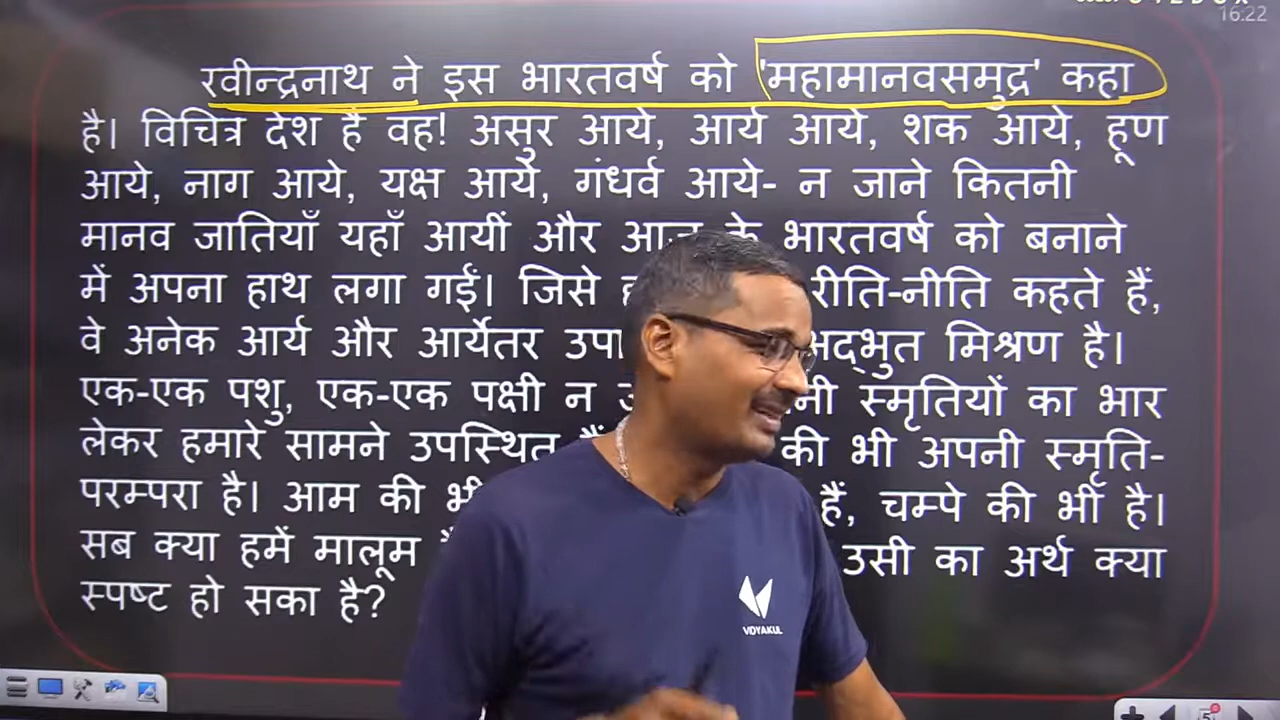 16:22
रवीन्द्रनाथ ने इस भारतवर्ष को 'महामानवसमुद्र' कहा
है। विचित्र देश है वह! असुर आये, आर्य आये, शक आये, हूण
आये, नाग आये, यक्ष आये, गंधर्व आये- न जाने कितनी
मानव जातियाँ यहाँ आयीं और आज के भारतवर्ष को बनाने
में अपना हाथ लगा गईं। जिसे रीति-नीति कहते हैं,
वे अनेक आर्य और आर्येतर अद्भुत मिश्रण है।
एक-एक पशु, एक-एक पक्षी न स्मृतियों का भार
लेकर हमारे सामने उपस्थित की भी अपनी स्मृति-
परम्परा है। आम की भी हैं, चम्पे की भी है।
सब क्या हमें मालूम उसी का अर्थ क्या
स्पष्ट हो सका है?
VIDYAKUL